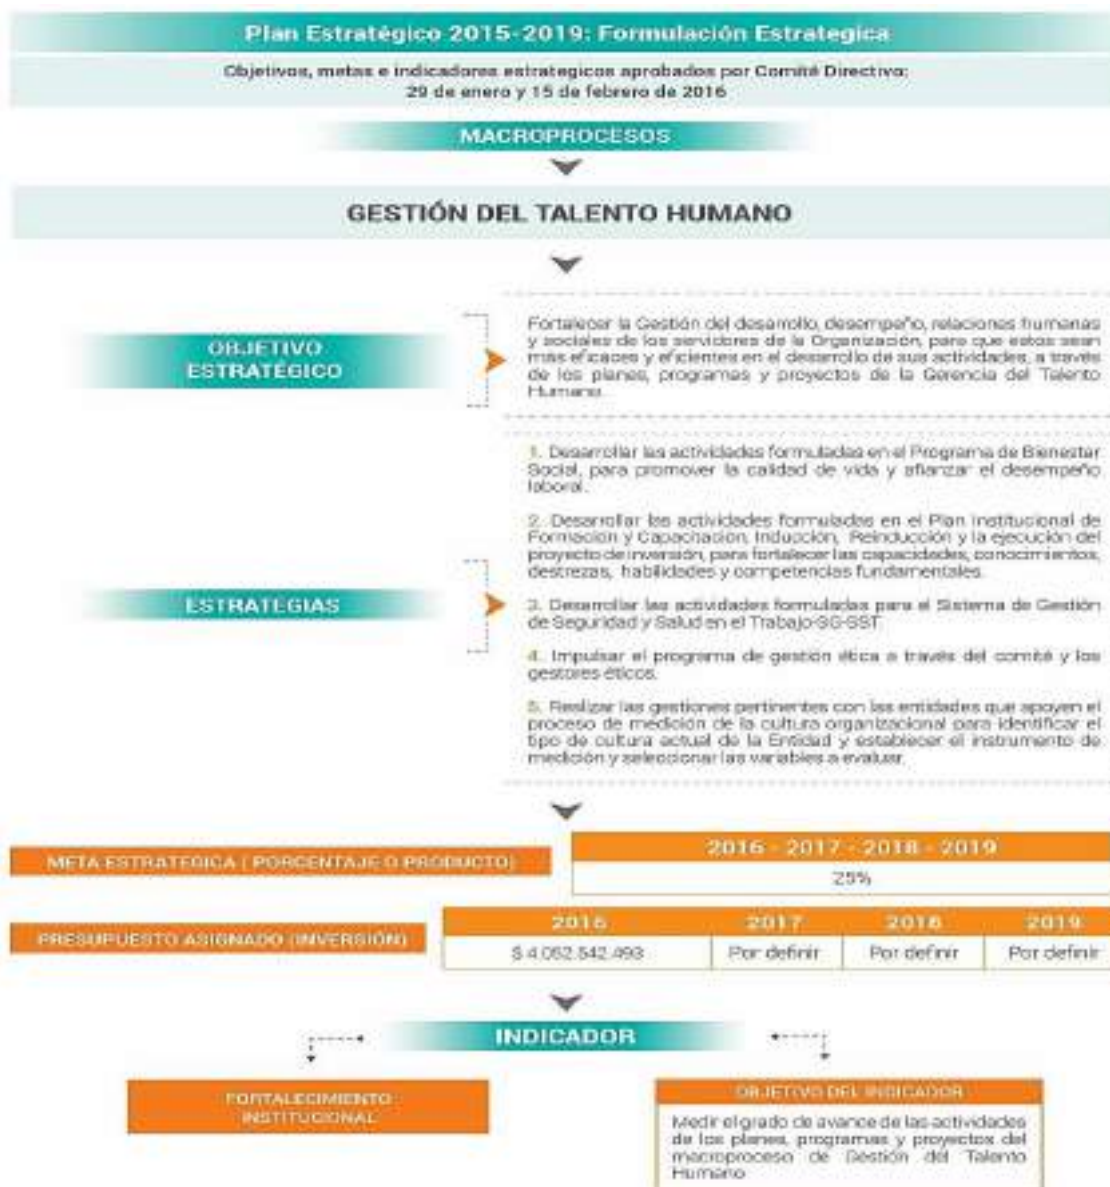 Plan Estratégico 2015-2019: Formulación Estrategica
Objetivos, metas e indicadores estrategicos aprobados por Comité Directivo:
29 de enero y 15 de febrero de 2016
MACROPROCESOS
GESTIÓN DEL TALENTO HUMANO
OBJETIVO
ESTRATÉGICO
Fortalecer la Gestión del desarrollo, desempeño, relaciones humanas
y sociales de los servidores de la Organización, para que estos sean
más eficaces y eficientes en el desarrollo de sus actividades, a través
de los planes, programas y proyectos de la Gerencia del Talento
Humano.
ESTRATEGIAS
1. Desarrollar las actividades formuladas en el Programa de Bienestar
Social, para promover la calidad de vida y afianzar el desempeño
laboral.
2. Desarrollar las actividades formuladas en el Plan Institucional de
Formación y Capacitación, Inducción, Reinducción y la ejecución del
proyecto de inversión, para fortalecer las capacidades, conocimientos,
destrezas, habilidades y competencias fundamentales.
3. Desarrollar las actividades formuladas para el Sistema de Gestión
de Seguridad y Salud en el Trabajo-SG-SST.
4. Impulsar el programa de gestión ética a través del comité y los
gestores éticos.
5. Realizar las gestiones pertinentes con las entidades que apoyen el
proceso de medición de la cultura organizacional para identificar el
tipo de cultura actual de la Entidad y establecer el instrumento de
medición y seleccionar las variables a evaluar.
META ESTRATEGICA ( PORCENTAJE O PRODUCTO)
2016 - 2017 - 2018 - 2019
25%
PRESUPUESTO ASIGNADO (INVERSIÓN)
2016 2017 2018 2019
$ 4.052.542.493 Por definir Por definir Por definir
INDICADOR
FORTALECIMIENTO
INSTITUCIONAL
OBJETIVO DEL INDICADOR
Medir el grado de avance de las actividades
de los planes, programas y proyectos del
macroproceso de Gestión del Talento
Humano